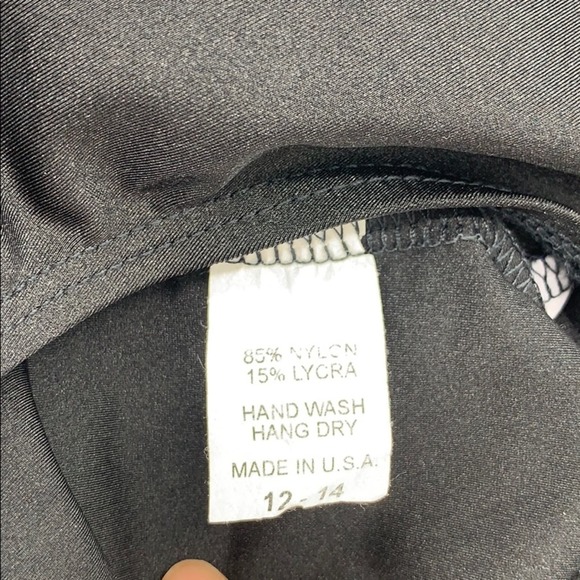 85% NYLON
15% LYCRA
HAND WASH
HANG DRY
MADE IN U.S.A.
12 - 14